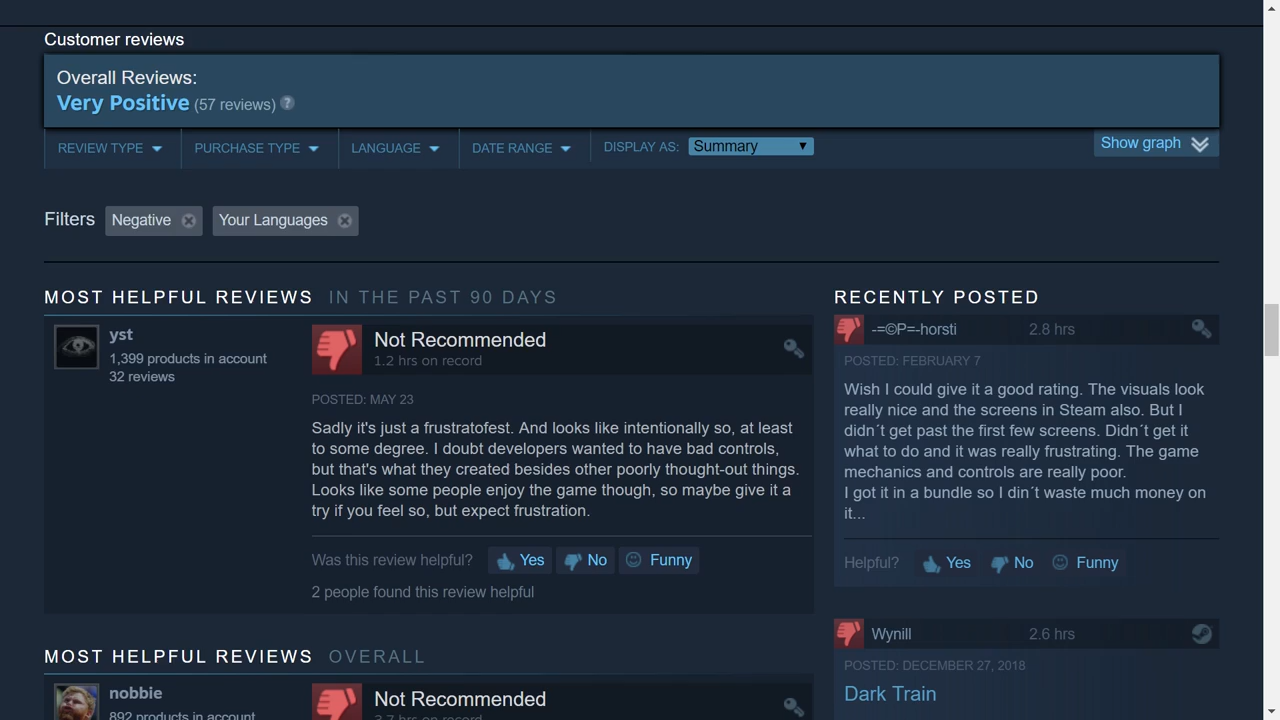 Customer reviews
Overall Reviews:
Very Positive (57 reviews) ?
REVIEW TYPE PURCHASE TYPE LANGUAGE DATE RANGE DISPLAY AS: Summary Show graph
Filters Negative Your Languages
MOST HELPFUL REVIEWS IN THE PAST 90 DAYS
yst
1,399 products in account
32 reviews
Not Recommended
1.2 hrs on record
POSTED: MAY 23
Sadly it's just a frustratofest. And looks like intentionally so, at least
to some degree. I doubt developers wanted to have bad controls,
but that's what they created besides other poorly thought-out things.
Looks like some people enjoy the game though, so maybe give it a
try if you feel so, but expect frustration.
Was this review helpful? Yes No Funny
2 people found this review helpful
MOST HELPFUL REVIEWS OVERALL
nobbie
892 products in account
Not Recommended
3.7 hrs on record
RECENTLY POSTED
-=©P=-horsti 2.8 hrs
POSTED: FEBRUARY 7
Wish I could give it a good rating. The visuals look
really nice and the screens in Steam also. But I
didn´t get past the first few screens. Didn´t get it
what to do and it was really frustrating. The game
mechanics and controls are really poor.
I got it in a bundle so I din´t waste much money on
it...
Helpful? Yes No Funny
Wynill 2.6 hrs
POSTED: DECEMBER 27, 2018
Dark Train